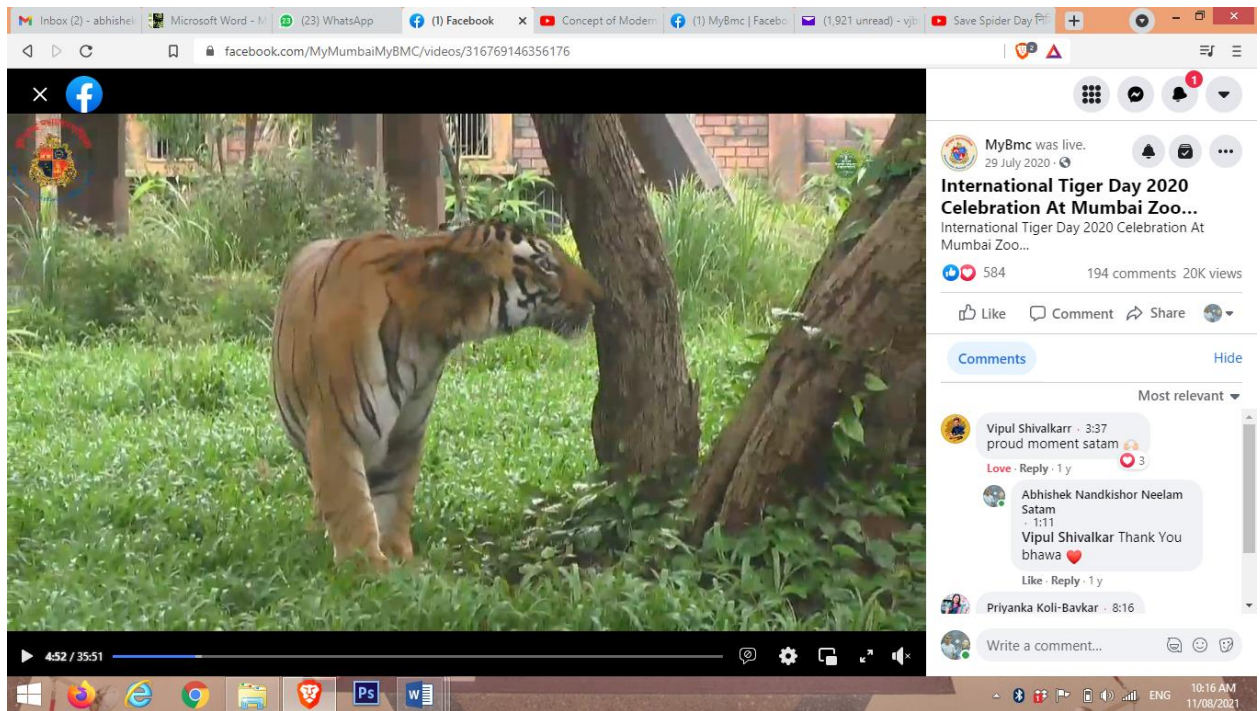 Inbox (2) - abhishek
Microsoft Word - M
(23) WhatsApp
(1) Facebook
Concept of Modern
(1) MyBmc | Facebo
(1,921 unread) - vjb
Save Spider Day
facebook.com/MyMumbaiMyBMC/videos/316769146356176
2
1
MyBmc was live.
29 July 2020
International Tiger Day 2020
Celebration At Mumbai Zoo...
International Tiger Day 2020 Celebration At
Mumbai Zoo...
584 194 comments 20K views
Like Comment Share
Comments Hide
Most relevant
Vipul Shivalkarr · 3:37
proud moment satam 🙌🏻
3
Love · Reply · 1 y
Abhishek Nandkishor Neelam
Satam
· 1:11
Vipul Shivalkar Thank You
bhawa ❤️
Like · Reply · 1 y
Priyanka Koli-Bavkar · 8:16
Write a comment...
4:52 / 35:51
Ps
W
ENG
10:16 AM
11/08/2021